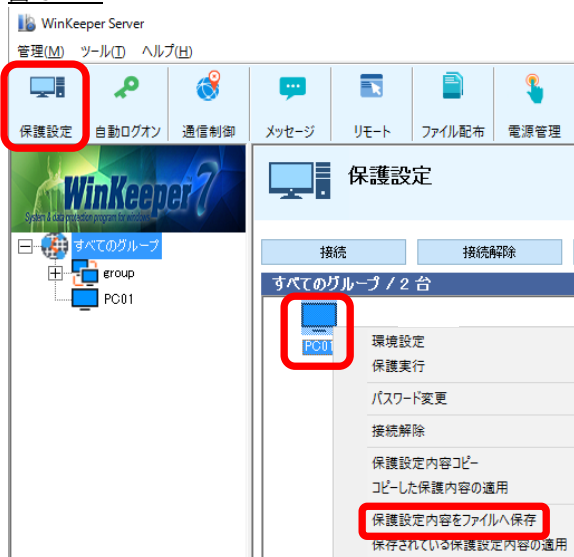 WinKeeper Server
管理(M) ツール(T) ヘルプ(H)
保護設定 自動ログオン 通信制御 メッセージ リモート ファイル配布 電源管理
WinKeeper 7
System & data protection program for windows
保護設定
接続 接続解除
すべてのグループ
group
PC01
すべてのグループ / 2 台
PC01
環境設定
保護実行
パスワード変更
接続解除
保護設定内容コピー
コピーした保護内容の適用
保護設定内容をファイルへ保存
保存されている保護設定内容の適用